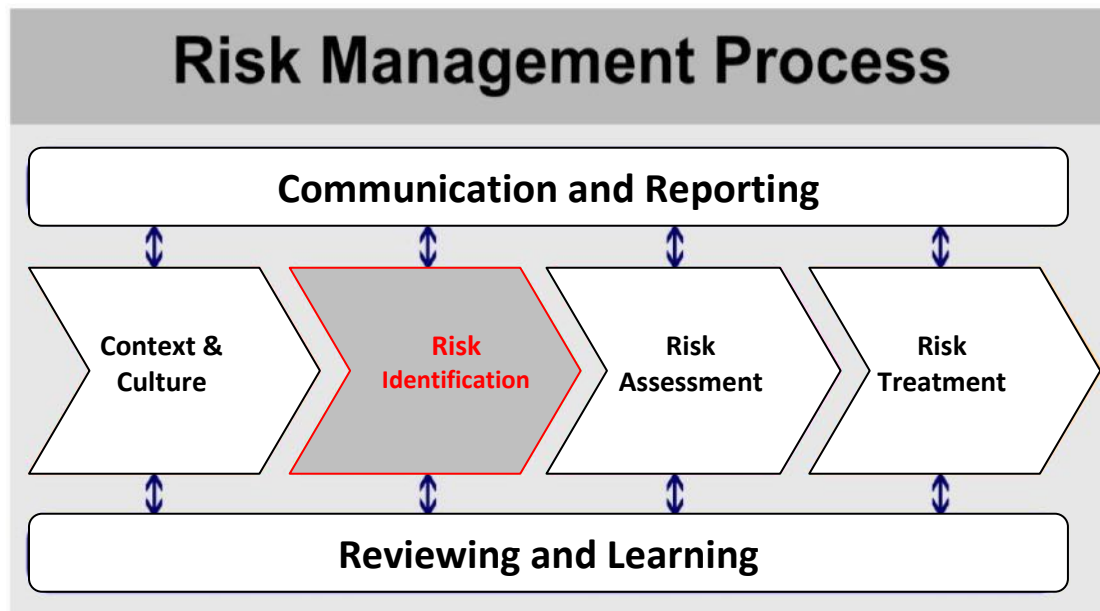 Risk Management Process
Communication and Reporting
Context &
Culture
Risk
Identification
Risk
Assessment
Risk
Treatment
Reviewing and Learning